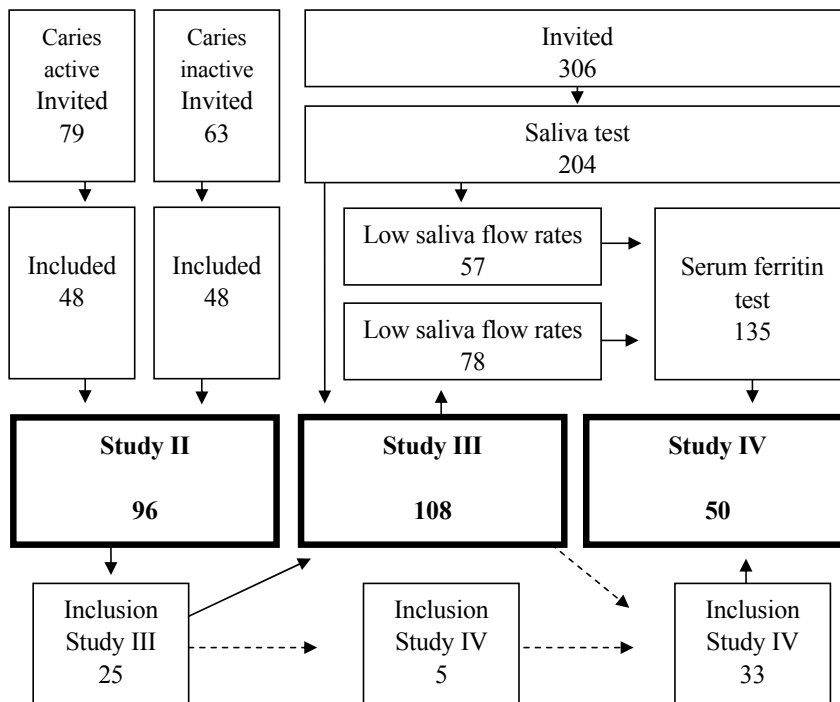 Caries
active
Invited
79
Caries
inactive
Invited
63
Invited
306
Saliva test
204
Included
48
Included
48
Low saliva flow rates
57
Low saliva flow rates
78
Serum ferritin
test
135
Study II
96
Study III
108
Study IV
50
Inclusion
Study III
25
Inclusion
Study IV
5
Inclusion
Study IV
33